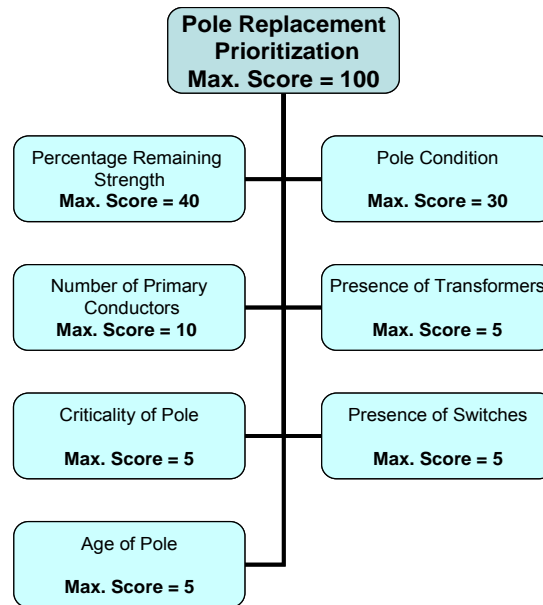 Pole Replacement
Prioritization
Max. Score = 100
Percentage Remaining
Strength
Max. Score = 40
Pole Condition
Max. Score = 30
Number of Primary
Conductors
Max. Score = 10
Presence of Transformers
Max. Score = 5
Criticality of Pole
Max. Score = 5
Presence of Switches
Max. Score = 5
Age of Pole
Max. Score = 5